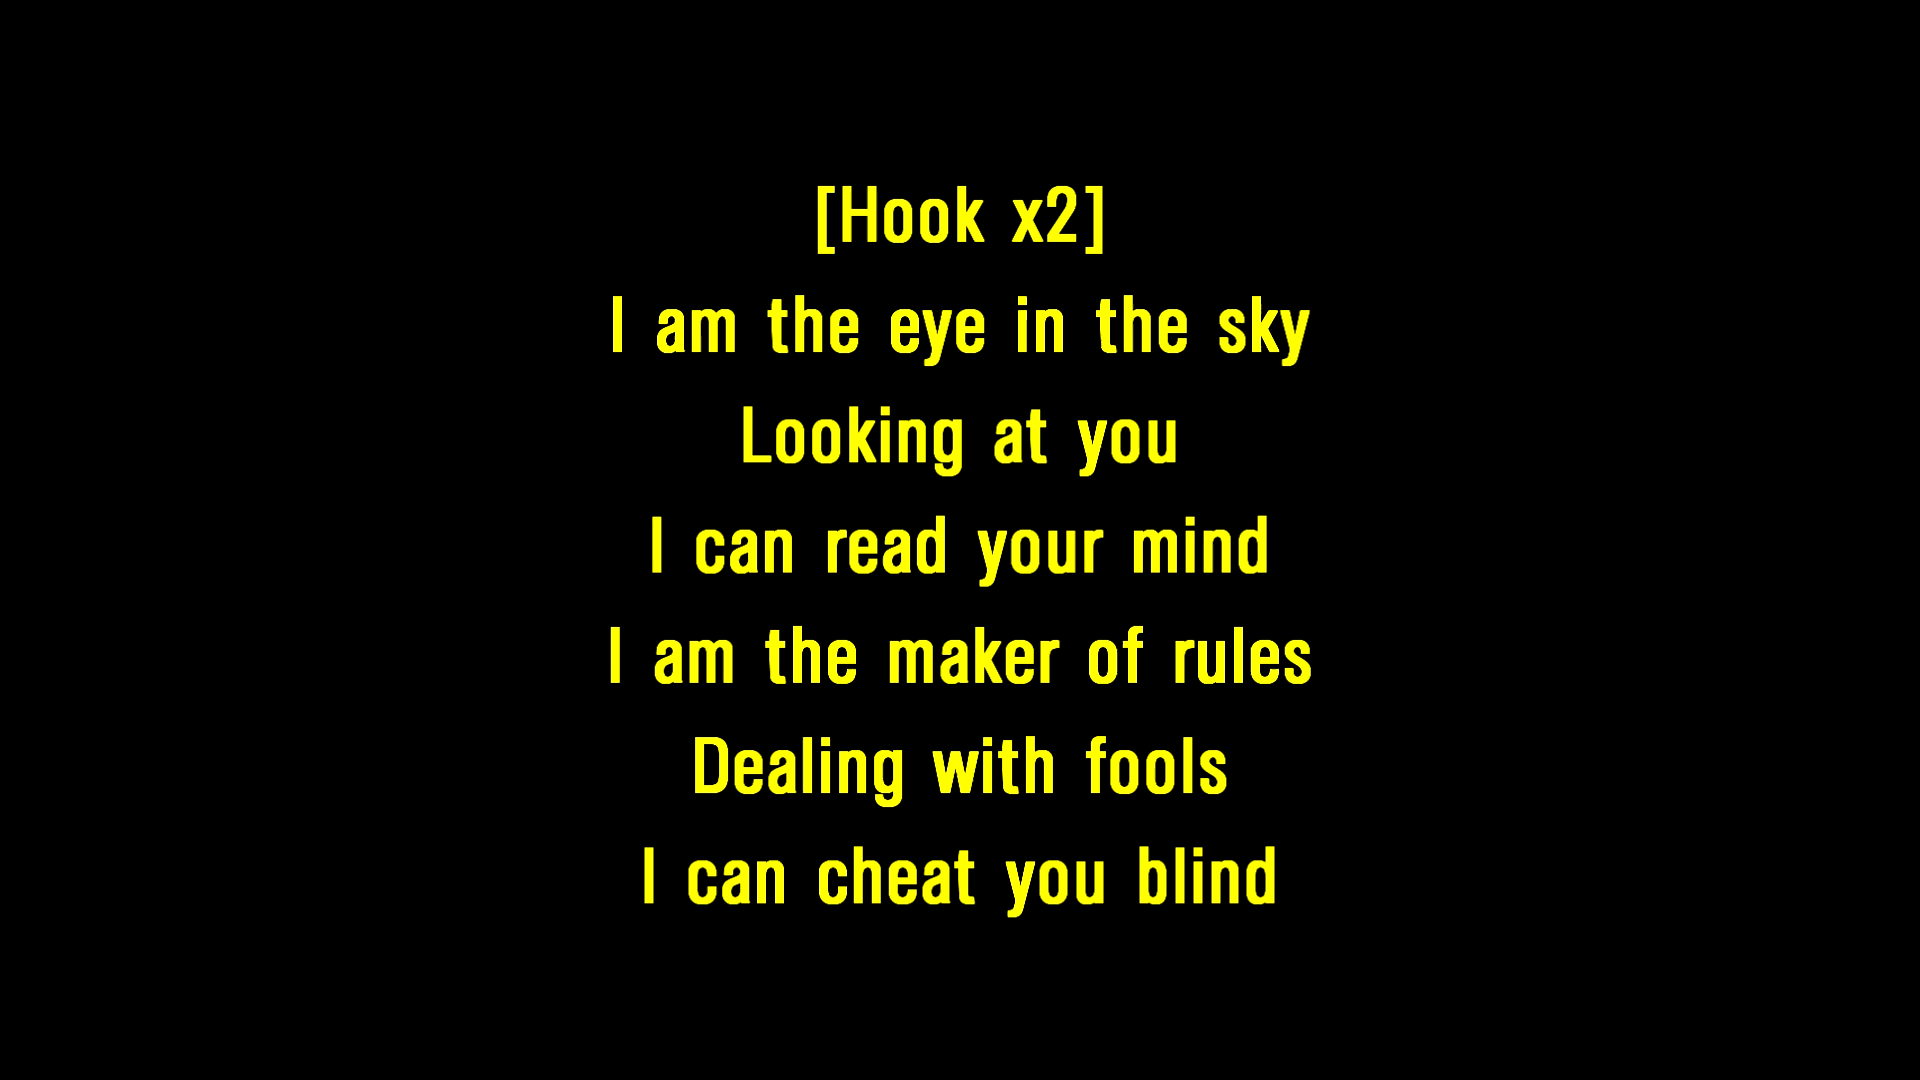 [Hook x2]
I am the eye in the sky
Looking at you
I can read your mind
I am the maker of rules
Dealing with fools
I can cheat you blind